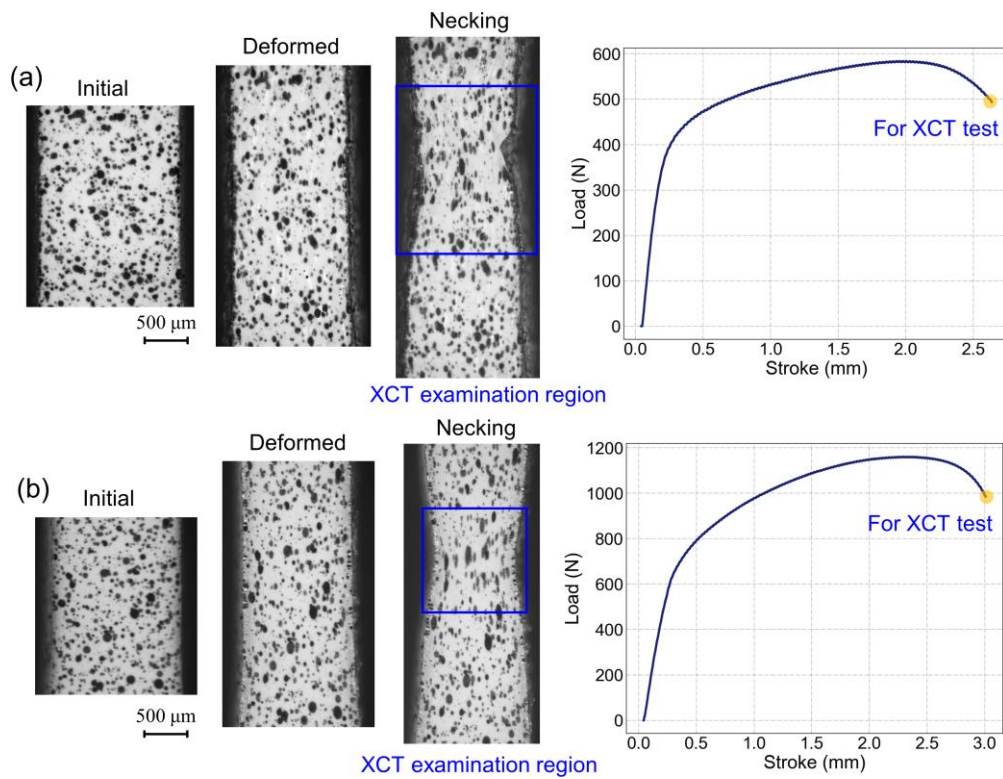 (a)
Initial
Deformed
Necking
500 μm
XCT examination region
600
500
400
300
200
100
0
Load (N)
0.0 0.5 1.0 1.5 2.0 2.5
Stroke (mm)
For XCT test
(b)
Initial
Deformed
Necking
500 μm
XCT examination region
1200
1000
800
600
400
200
0
Load (N)
0.0 0.5 1.0 1.5 2.0 2.5 3.0
Stroke (mm)
For XCT test